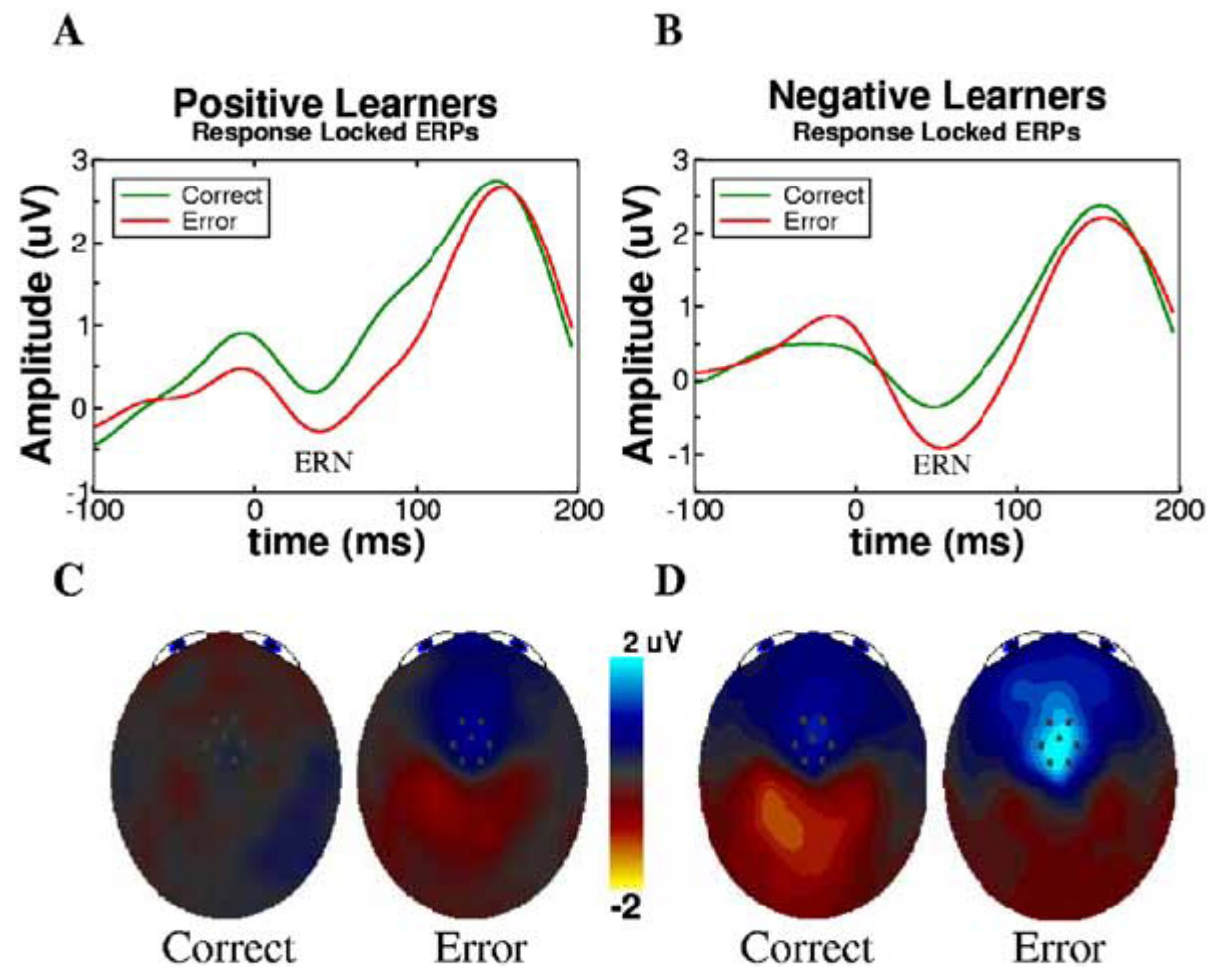 A
B
Positive Learners
Response Locked ERPs
Negative Learners
Response Locked ERPs
Amplitude (uV)
3
2
1
0
-1
Correct
Error
ERN
-100 0 100 200
time (ms)
Amplitude (uV)
3
2
1
0
-1
Correct
Error
ERN
-100 0 100 200
time (ms)
C
D
2 uV
-2
Correct
Error
Correct
Error